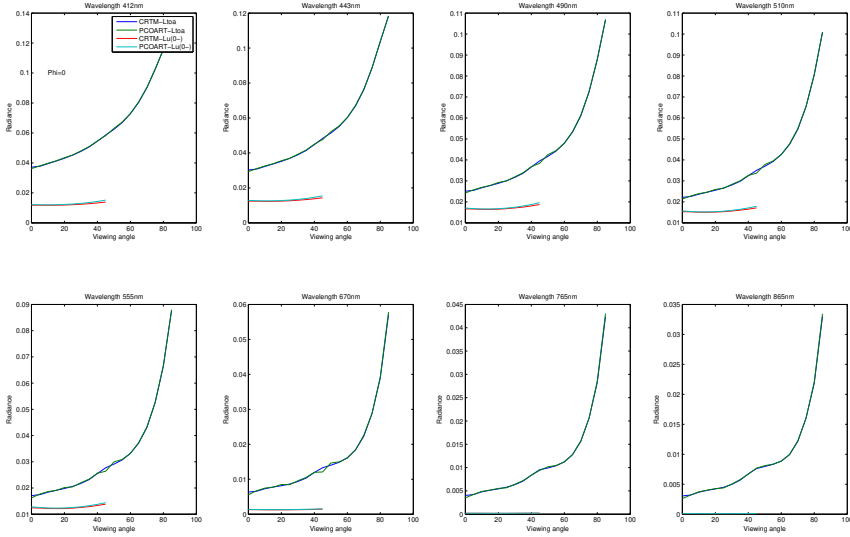 Wavelength 412nm
0.14
0.12
0.1
0.08
0.06
0.04
0.02
0
Radiance
Phi=0
CRTM−Ltoa
PCOART−Ltoa
CRTM−Lu(0−)
PCOART−Lu(0−)
0 20 40 60 80 100
Viewing angle
Wavelength 443nm
0.12
0.1
0.08
0.06
0.04
0.02
0
Radiance
0 20 40 60 80 100
Viewing angle
Wavelength 490nm
0.11
0.1
0.09
0.08
0.07
0.06
0.05
0.04
0.03
0.02
0.01
Radiance
0 20 40 60 80 100
Viewing angle
Wavelength 510nm
0.11
0.1
0.09
0.08
0.07
0.06
0.05
0.04
0.03
0.02
0.01
Radiance
0 20 40 60 80 100
Viewing angle
Wavelength 555nm
0.09
0.08
0.07
0.06
0.05
0.04
0.03
0.02
0.01
Radiance
0 20 40 60 80 100
Viewing angle
Wavelength 670nm
0.06
0.05
0.04
0.03
0.02
0.01
0
Radiance
0 20 40 60 80 100
Viewing angle
Wavelength 765nm
0.045
0.04
0.035
0.03
0.025
0.02
0.015
0.01
0.005
0
Radiance
0 20 40 60 80 100
Viewing angle
Wavelength 865nm
0.035
0.03
0.025
0.02
0.015
0.01
0.005
0
Radiance
0 20 40 60 80 100
Viewing angle